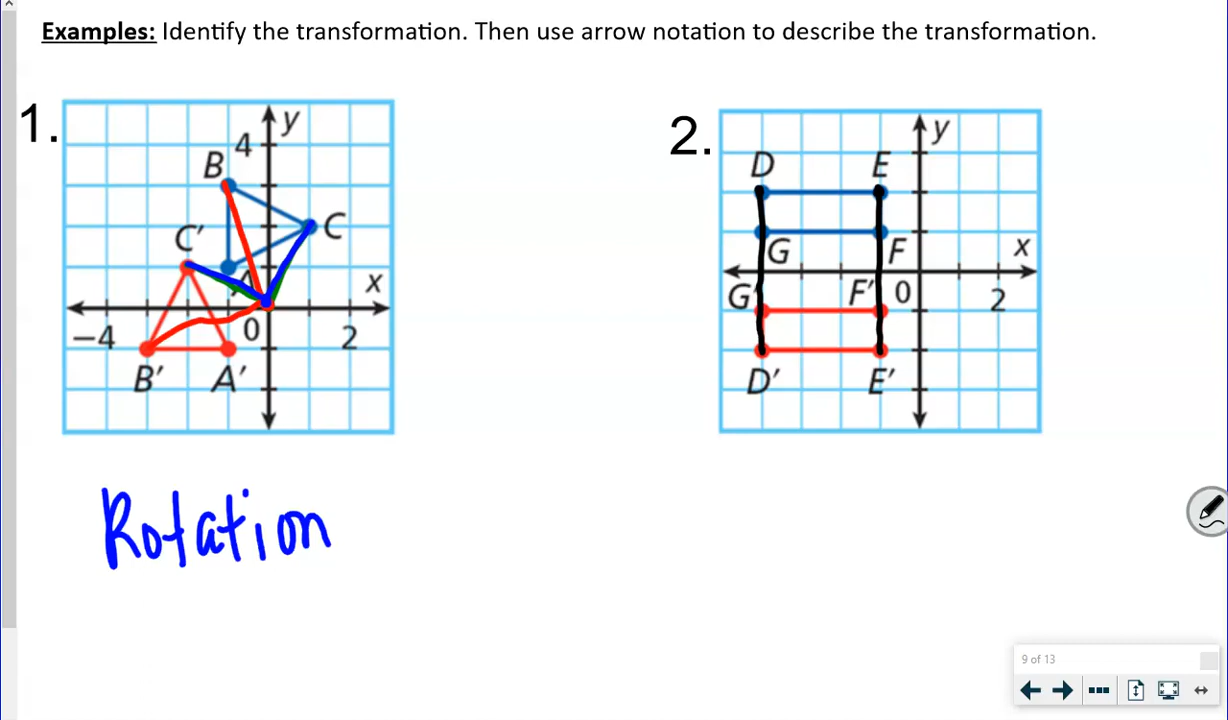 Examples: Identify the transformation. Then use arrow notation to describe the transformation.
1.
y
4
B
C
C'
A
x
-4
0
2
B'
A'
2.
y
D
E
G
F
x
G'
F'
0
2
D'
E'
Rotation
9 of 13